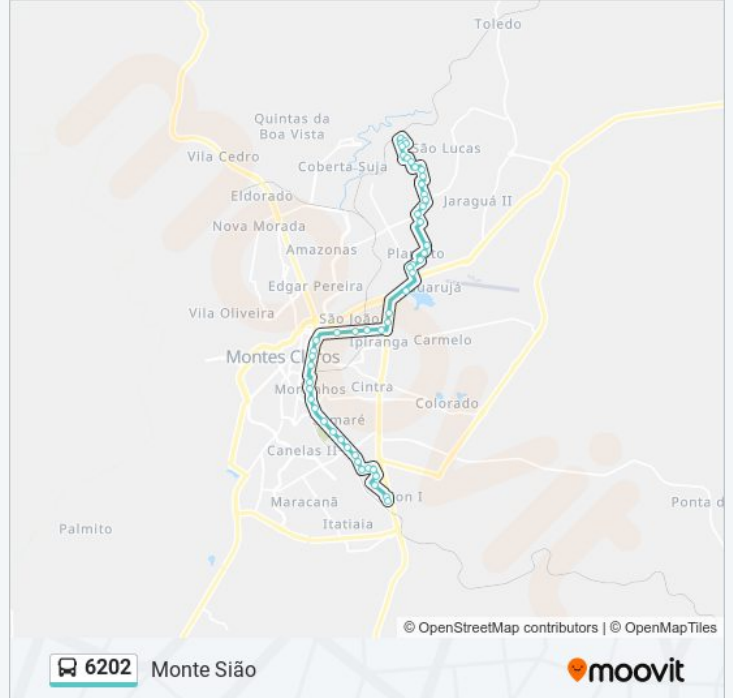 Toledo
Quintas da
Boa Vista
São Lucas
Vila Cedro
Coberta Suja
Eldorado
Jaraguá II
Nova Morada
Amazonas
Edgar Pereira
Vila Oliveira
São João
Ipiranga
Carmelo
Montes
Cintra
Colorado
Canelas II
Maracanã
Ponta d
Itatiaia
Palmito
© OpenStreetMap contributors | © OpenMapTiles
6202 Monte Sião
moovit